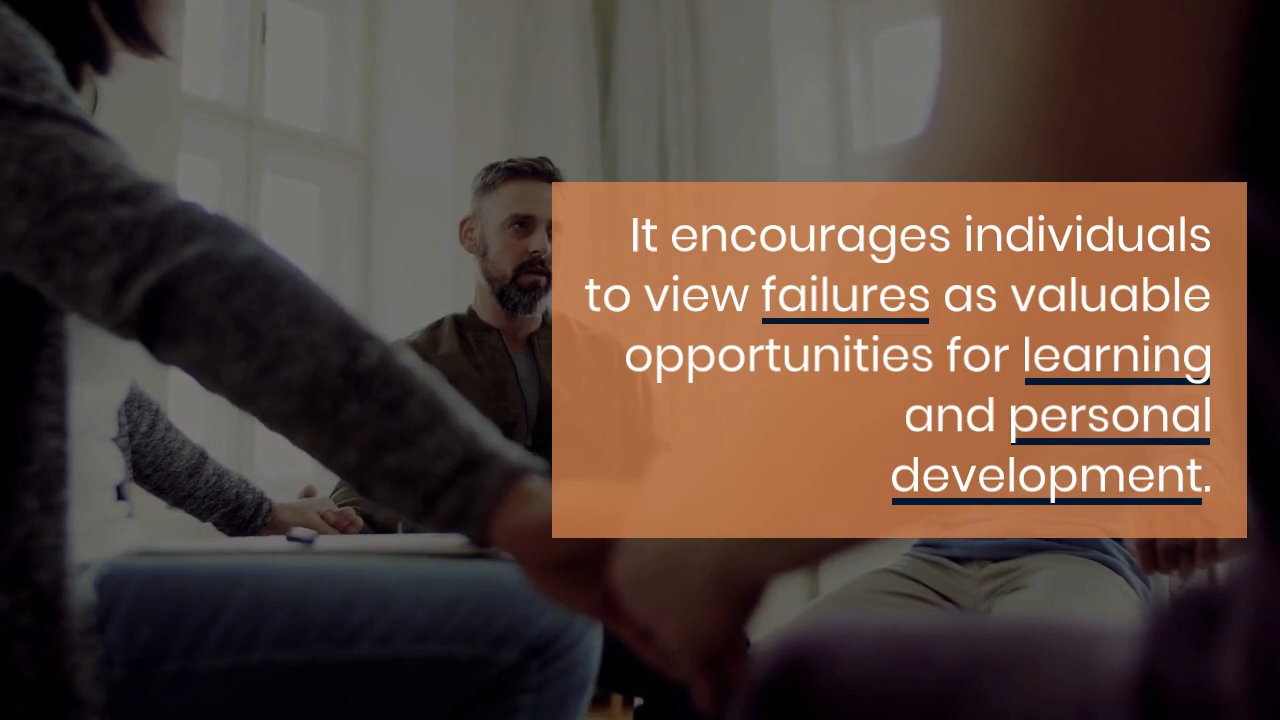 It encourages individuals
to view failures as valuable
opportunities for learning
and personal
development.